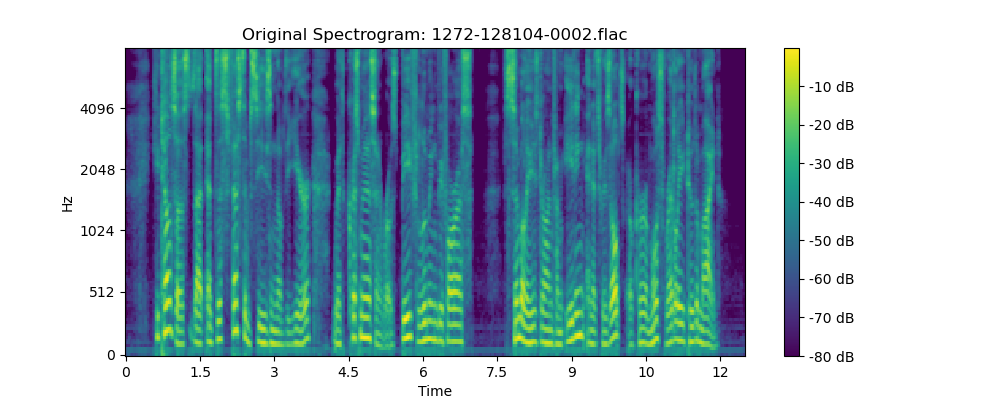 Original Spectrogram: 1272-128104-0002.flac
Hz
4096
2048
1024
512
0
0 1.5 3 4.5 6 7.5 9 10 12
Time
-10 dB
-20 dB
-30 dB
-40 dB
-50 dB
-60 dB
-70 dB
-80 dB